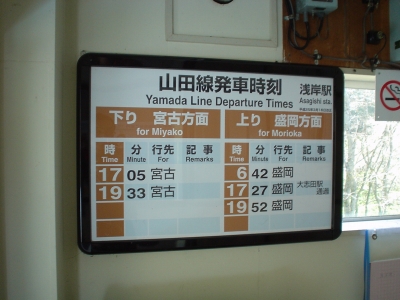 山田線発車時刻 浅岸駅
Yamada Line Departure Times Asagishi sta.
下り 宮古方面 上り 盛岡方面
for Miyako for Morioka
時 分 行先 記事 時 分 行先 記事
Time Minute For Remarks Time Minute For Remarks
17 05 宮古 6 42 盛岡
19 33 宮古 17 27 盛岡 大志田駅通過
19 52 盛岡